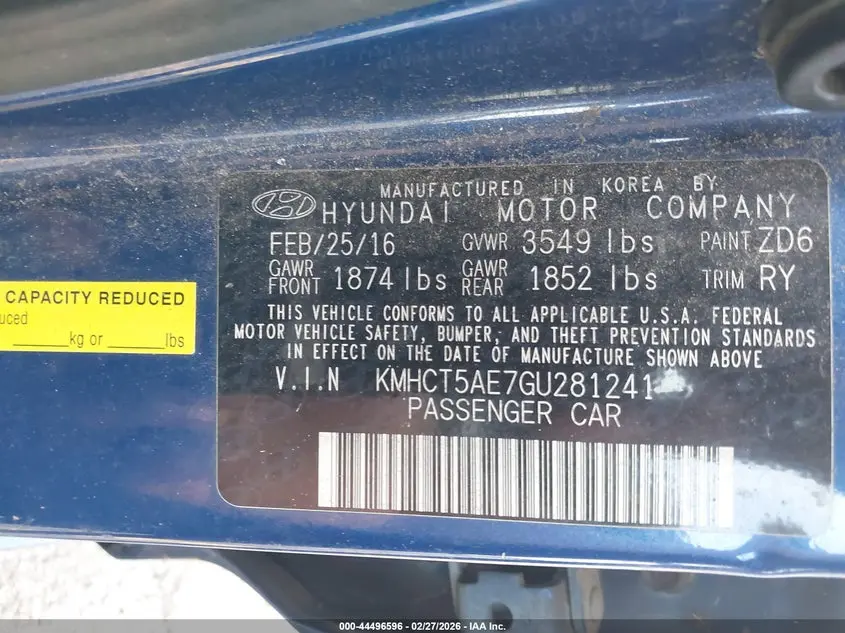 MANUFACTURED IN KOREA BY
HYUNDAI MOTOR COMPANY
FEB/25/16 GVWR 3549 lbs PAINT ZD6
GAWR FRONT 1874 lbs GAWR REAR 1852 lbs TRIM RY
THIS VEHICLE CONFORMS TO ALL APPLICABLE U.S.A. FEDERAL
MOTOR VEHICLE SAFETY, BUMPER, AND THEFT PREVENTION STANDARDS
IN EFFECT ON THE DATE OF MANUFACTURE SHOWN ABOVE
V.I.N KMHCT5AE7GU281241
PASSENGER CAR
CAPACITY REDUCED
uced
____kg or ____lbs
000-44496596 - 02/27/2026 - IAA Inc.